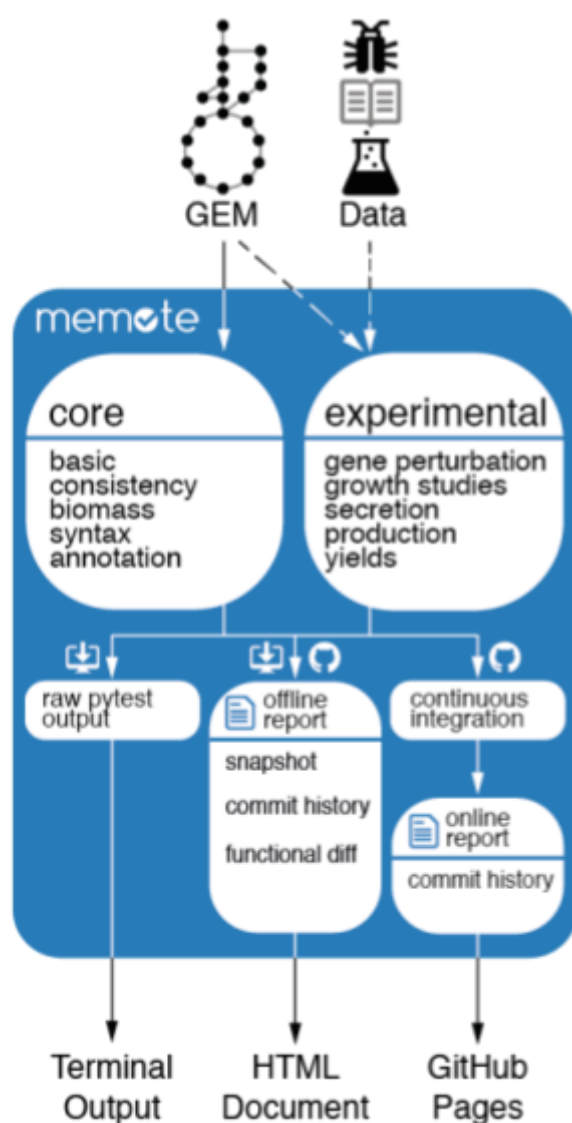 GEM
Data
memote
core
basic
consistency
biomass
syntax
annotation
experimental
gene perturbation
growth studies
secretion
production
yields
raw pytest
output
offline
report
snapshot
commit history
functional diff
continuous
integration
online
report
commit history
Terminal
Output
HTML
Document
GitHub
Pages